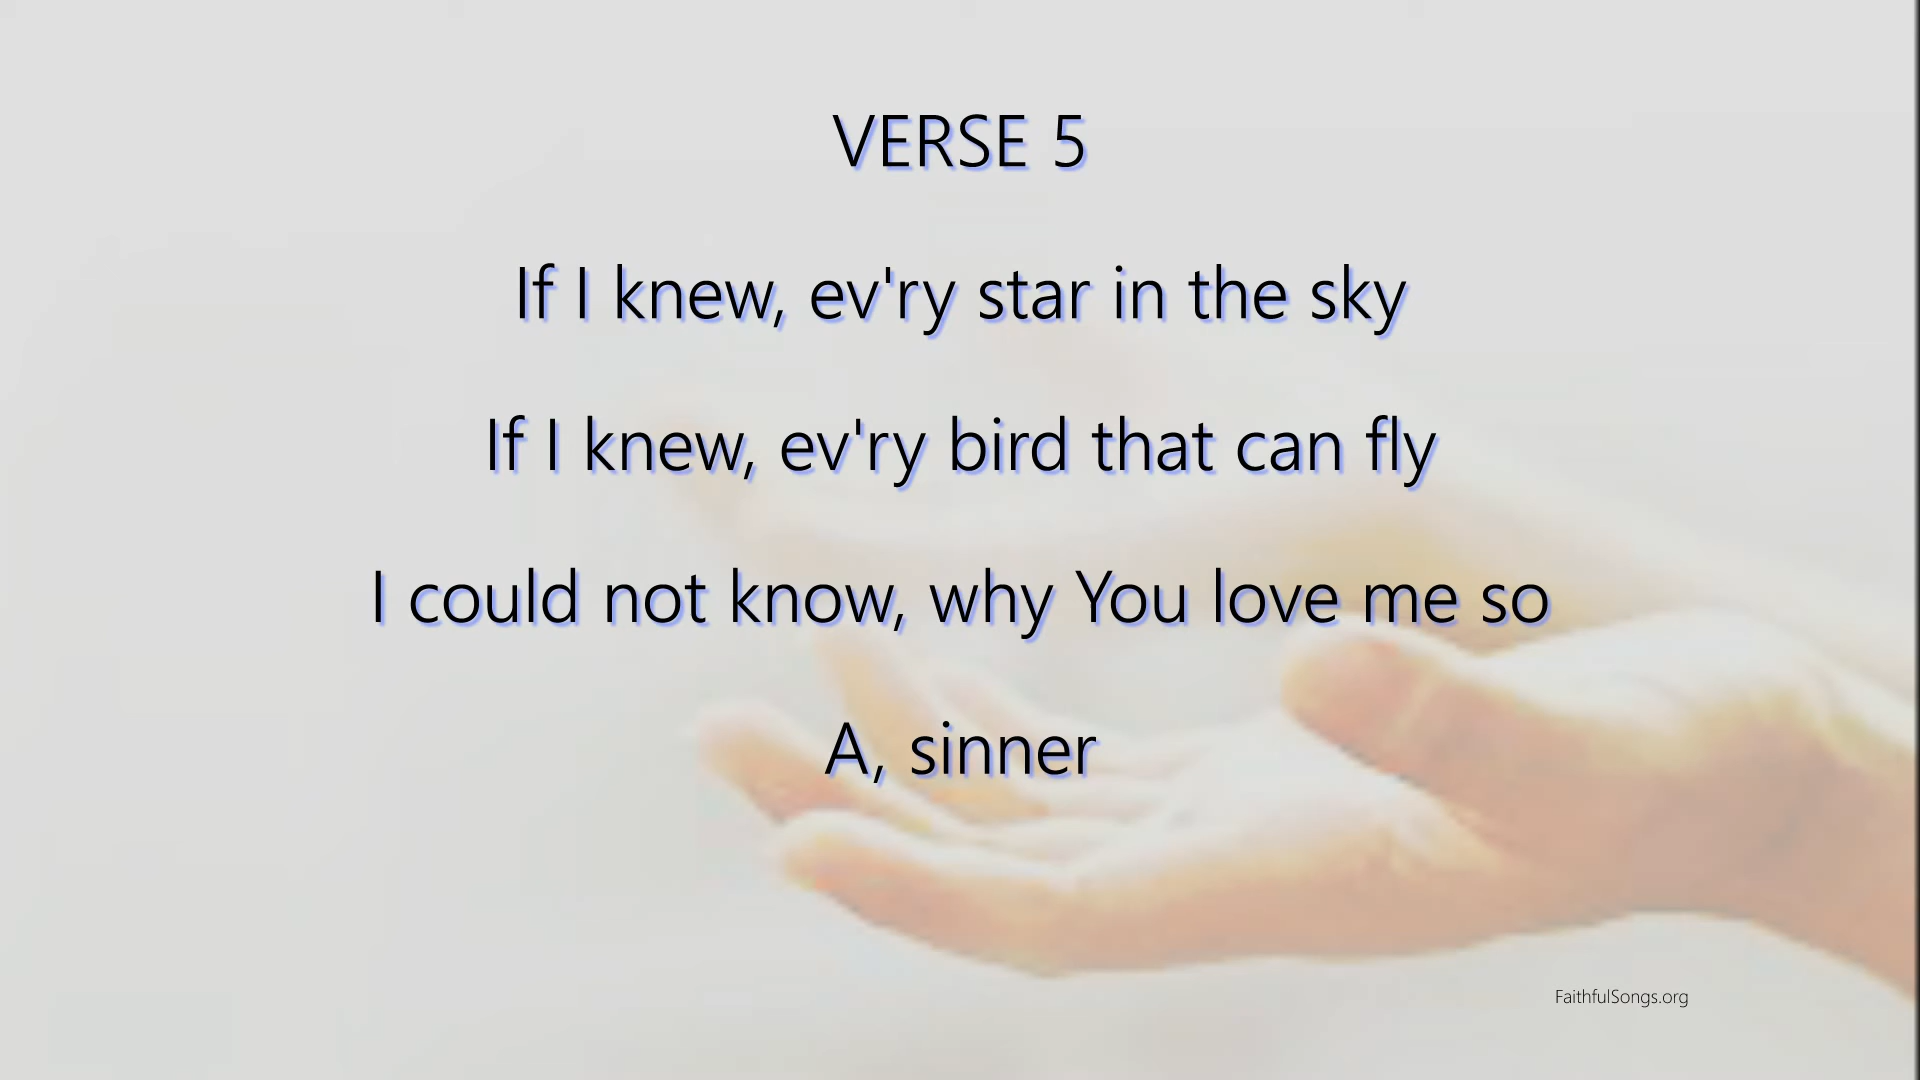 VERSE 5
If I knew, ev'ry star in the sky
If I knew, ev'ry bird that can fly
I could not know, why You love me so
A, sinner
FaithfulSongs.org